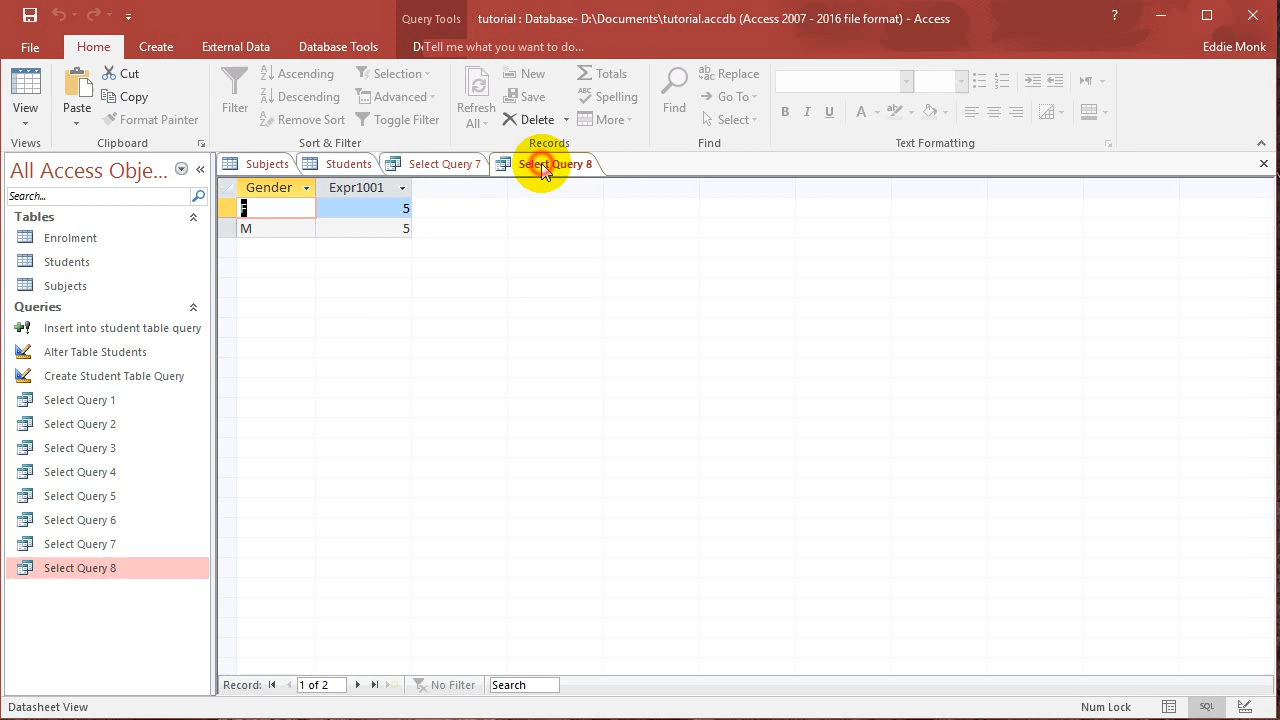 Query Tools
tutorial : Database- D:\Documents\tutorial.accdb (Access 2007 - 2016 file format) - Access
?
File Home Create External Data Database Tools
Tell me what you want to do...
Eddie Monk
View
Views
Paste
Cut
Copy
Format Painter
Clipboard
Filter
Ascending
Descending
Sort
Selection
Advanced
Toggle Filter
Sort & Filter
Refresh
All
New
Save
Delete
Totals
Spelling
More
Records
Find
Replace
Go To
Select
Find
B I U A
Text Formatting
All Access Obje...
Search...
Tables
Enrolment
Students
Subjects
Queries
Insert into student table query
Alter Table Students
Create Student Table Query
Select Query 1
Select Query 2
Select Query 3
Select Query 4
Select Query 5
Select Query 6
Select Query 7
Select Query 8
Subjects Students Select Query 7 Select Query 8
Gender Expr1001
F 5
M 5
Record: 1 of 2 No Filter Search
Datasheet View
Num Lock
SQL